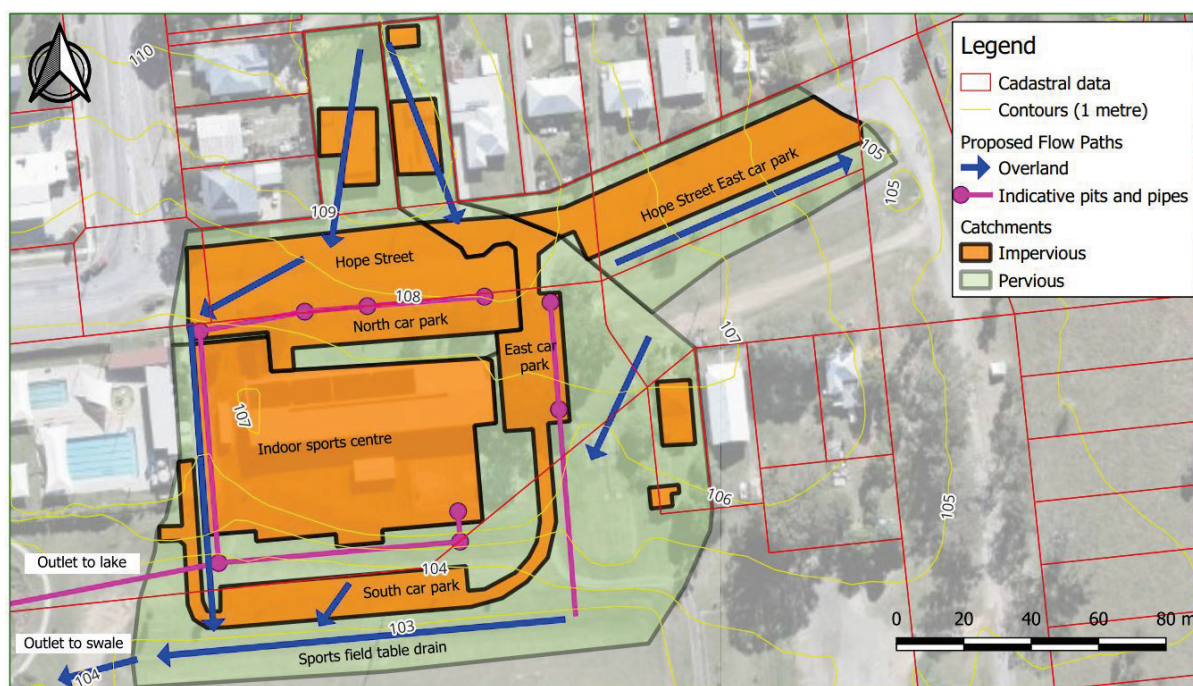 Legend
Cadastral data
Contours (1 metre)
Proposed Flow Paths
Overland
Indicative pits and pipes
Catchments
Impervious
Pervious
110
109
105
105
Hope Street East car park
Hope Street
108
North car park
107
East car
park
107
Indoor sports centre
106
105
Outlet to lake
104
South car park
103
Outlet to swale
Sports field table drain
104
0 20 40 60 80 m